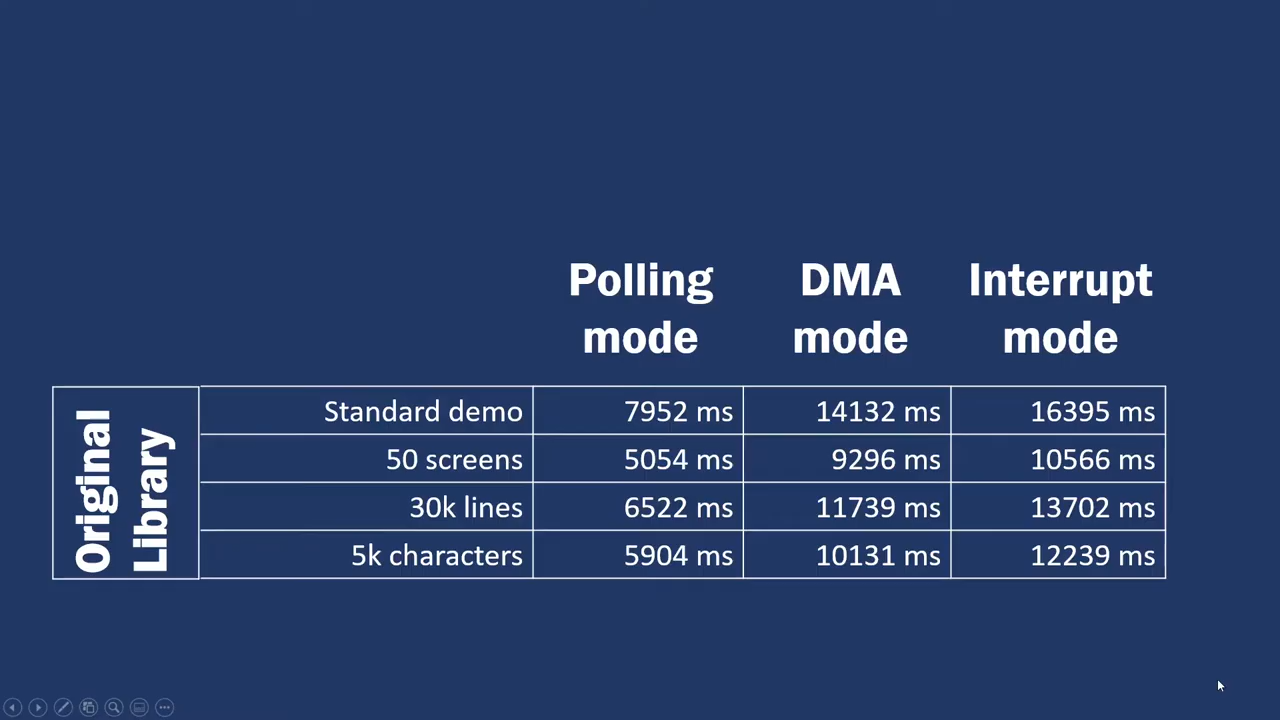 Polling mode
DMA mode
Interrupt mode
Original Library
Standard demo 7952 ms 14132 ms 16395 ms
50 screens 5054 ms 9296 ms 10566 ms
30k lines 6522 ms 11739 ms 13702 ms
5k characters 5904 ms 10131 ms 12239 ms